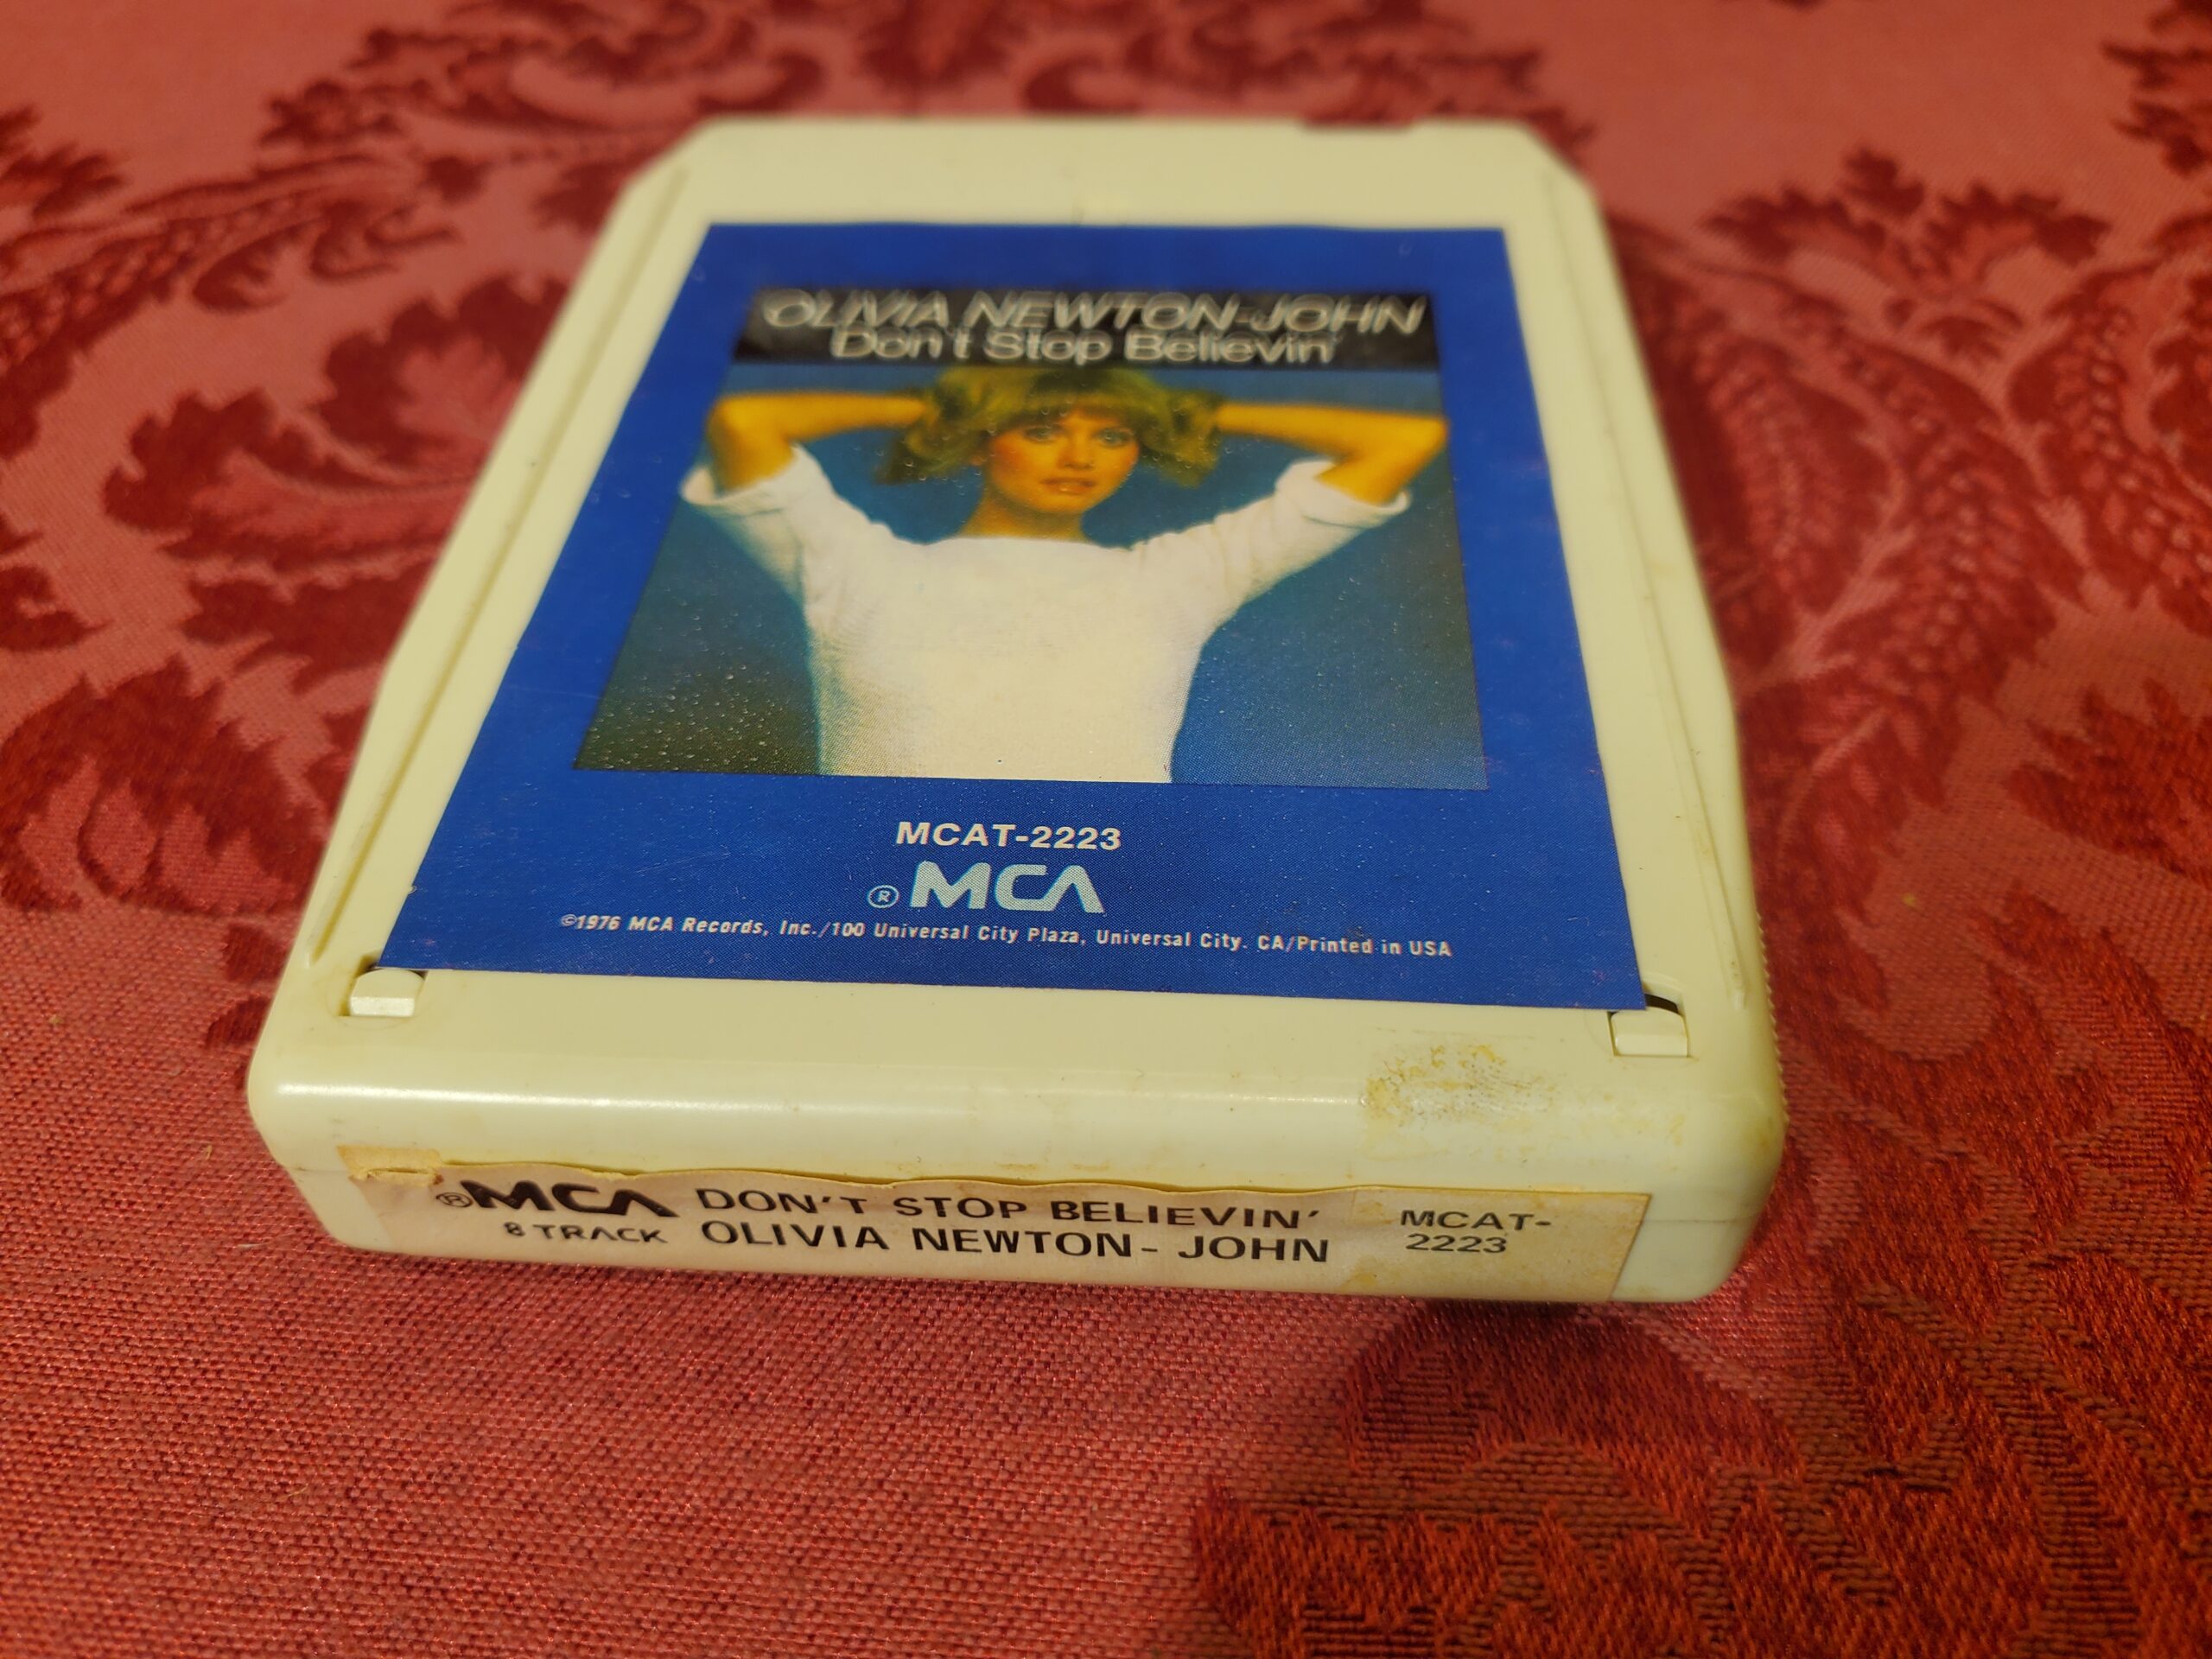 OLIVIA NEWTON-JOHN
Don't Stop Believin'
MCAT-2223
® MCA
©1976 MCA Records, Inc./100 Universal City Plaza, Universal City. CA/Printed in USA
®MCA DON'T STOP BELIEVIN' MCAT-
8 TRACK OLIVIA NEWTON-JOHN 2223